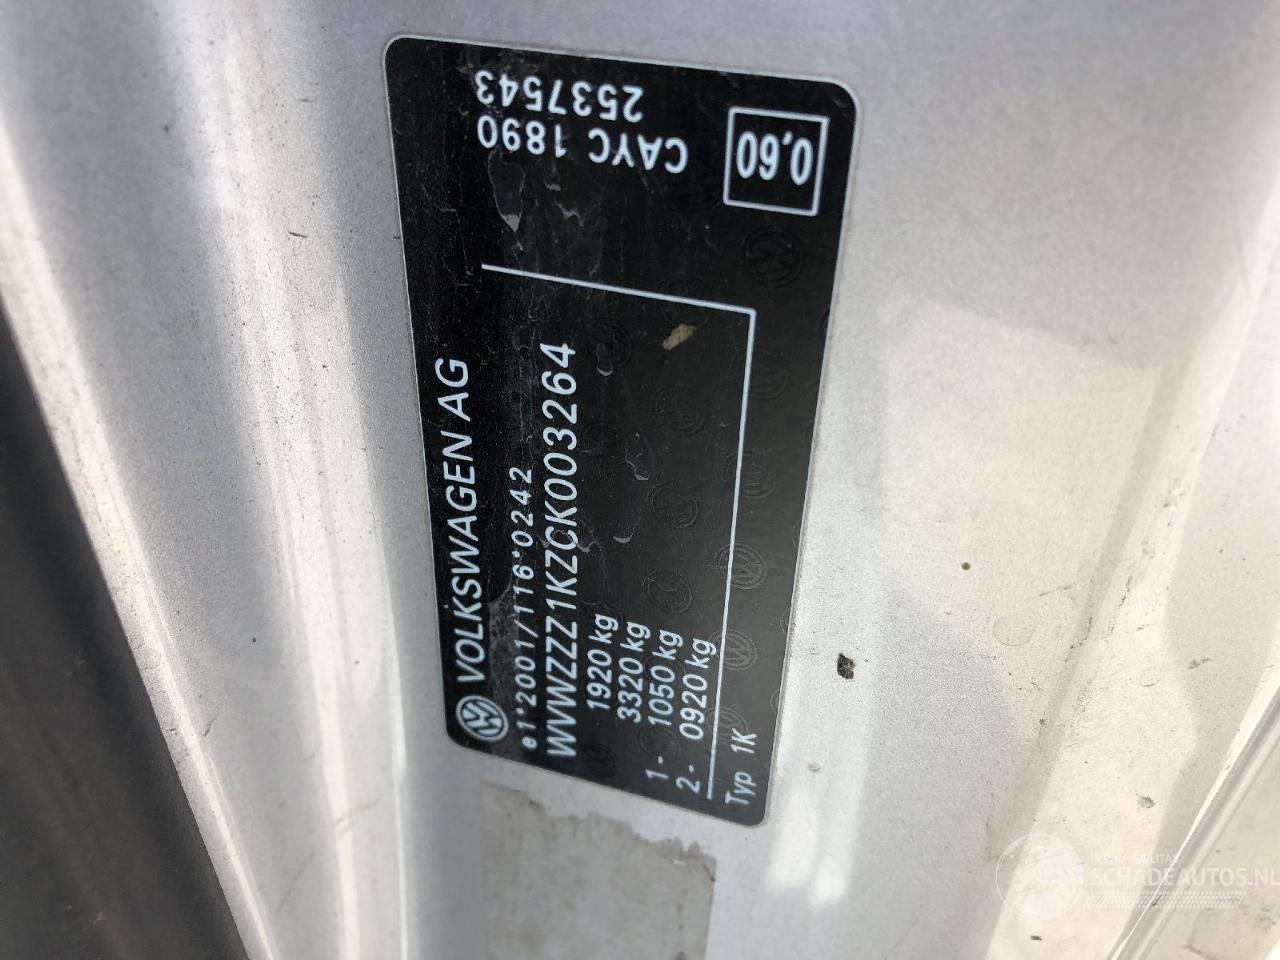 VOLKSWAGEN AG
e1*2001/116*0242
WVWZZZ1KZCK003264
1920 kg
3320 kg
1- 1050 kg
2- 0920 kg
Typ 1K
CAYC 1890
2537543
0,60
SCHADEAUTOS.NL